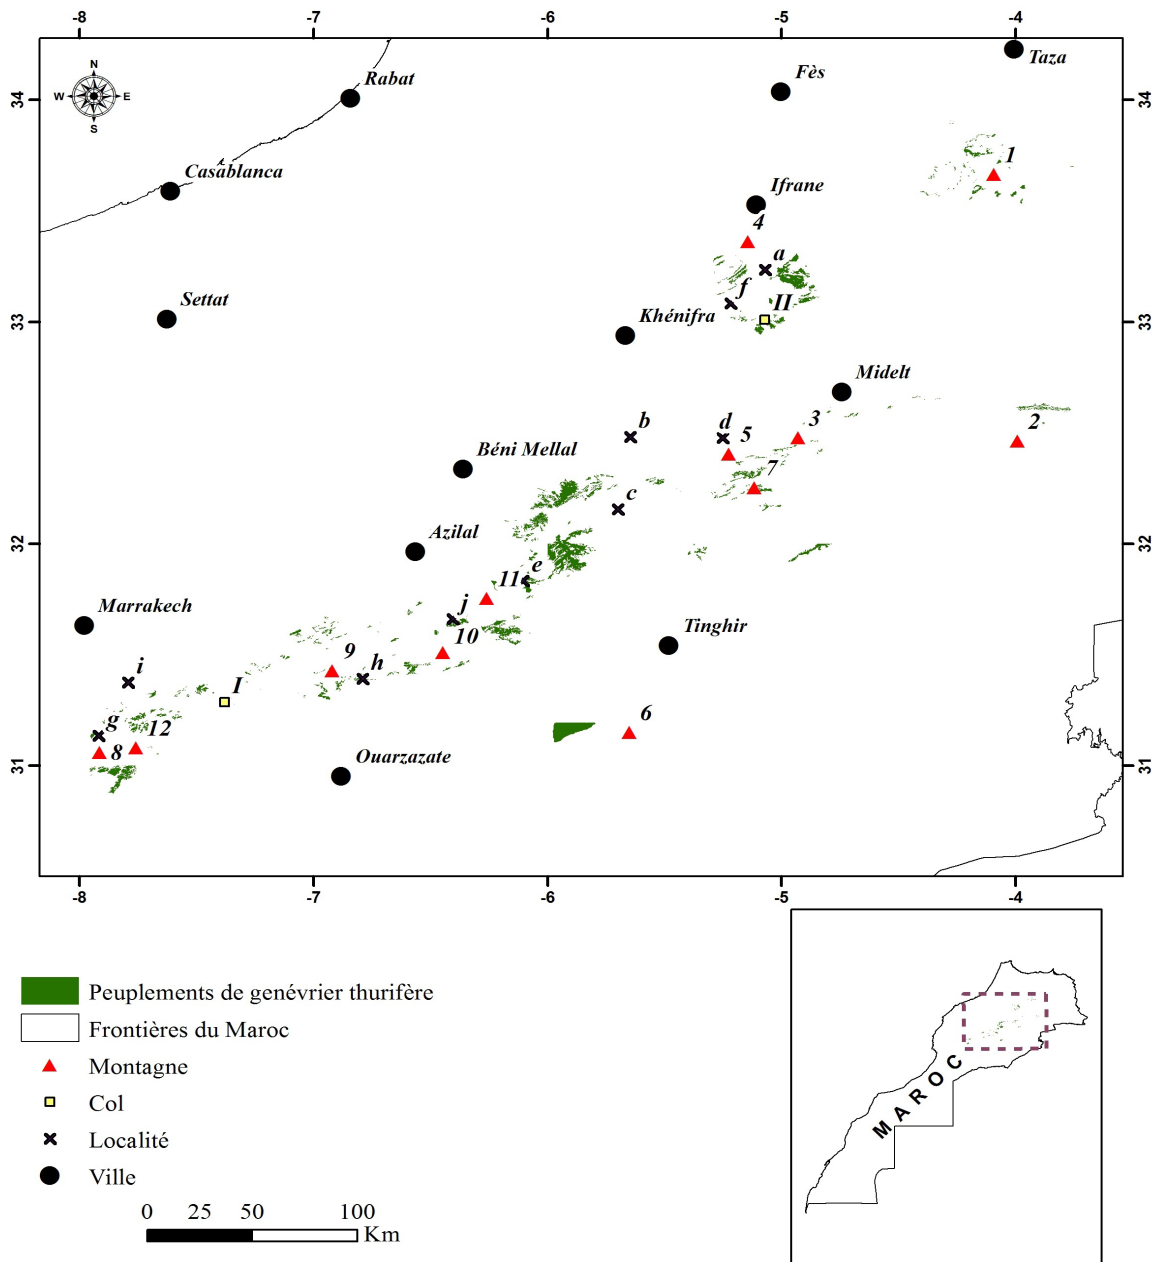 -8 -7 -6 -5 -4
N
W E
S
34 34
Rabat
Fès
Taza
Casablanca
1
Ifrane
4
a
f II
Settat
33 33
Khénifra
Midelt
b d 5 3 2
Béni Mellal
7
c
32 32
Azilal
11 e
Marrakech
j
10
Tinghir
i 9 h
I
g 12
8
6
Ouarzazate
31 31
-8 -7 -6 -5 -4
Peuplements de genévrier thurifère
Frontières du Maroc
Montagne
Col
Localité
Ville
0 25 50 100
Km
MAROC